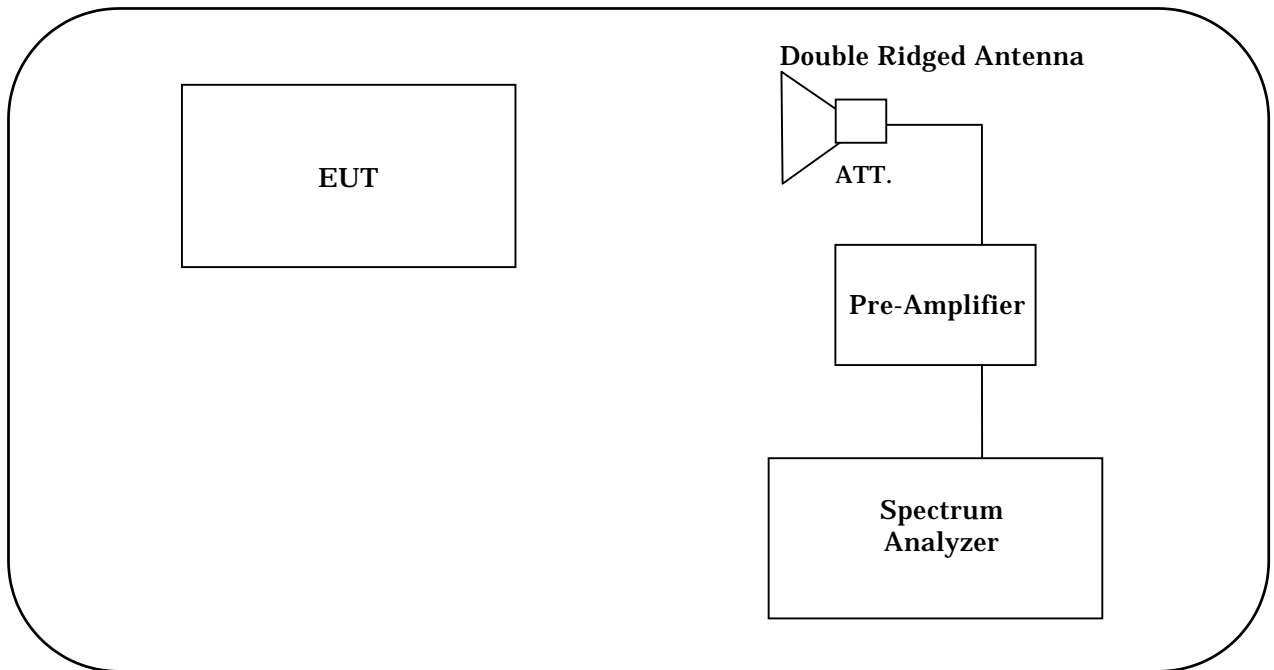 Double Ridged Antenna
EUT
ATT.
Pre-Amplifier
Spectrum
Analyzer